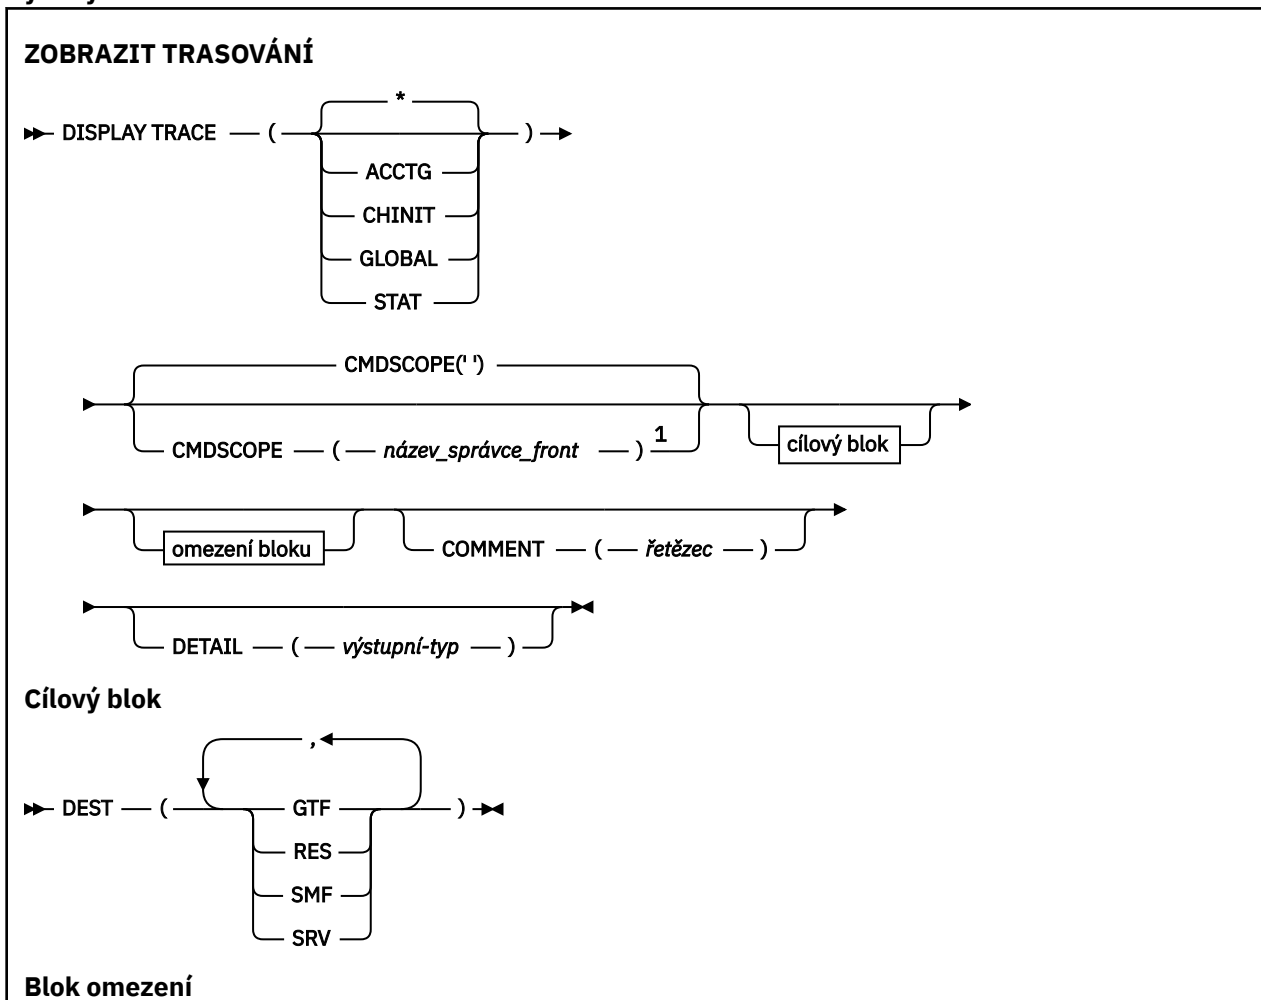 ZOBRAZIT TRASOVÁNÍ
*
DISPLAY TRACE ( )
ACCTG
CHINIT
GLOBAL
STAT
CMDSCOPE(' ')
CMDSCOPE ( název_správce_front ) 1
cílový blok
omezení bloku
COMMENT ( řetězec )
DETAIL ( výstupní-typ )
Cílový blok
,
DEST ( GTF )
RES
SMF
SRV
Blok omezení